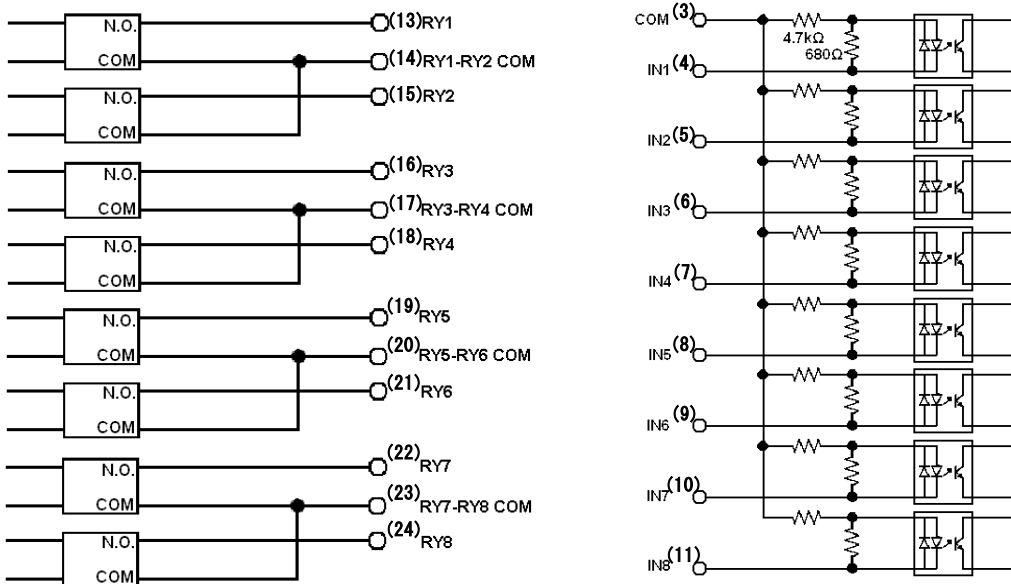 N.O.
(13)RY1
COM
(14)RY1-RY2 COM
N.O.
(15)RY2
COM
N.O.
(16)RY3
COM
(17)RY3-RY4 COM
N.O.
(18)RY4
COM
N.O.
(19)RY5
COM
(20)RY5-RY6 COM
N.O.
(21)RY6
COM
N.O.
(22)RY7
COM
(23)RY7-RY8 COM
N.O.
(24)RY8
COM
COM (3)
4.7kΩ
680Ω
IN1 (4)
IN2 (5)
IN3 (6)
IN4 (7)
IN5 (8)
IN6 (9)
IN7 (10)
IN8 (11)